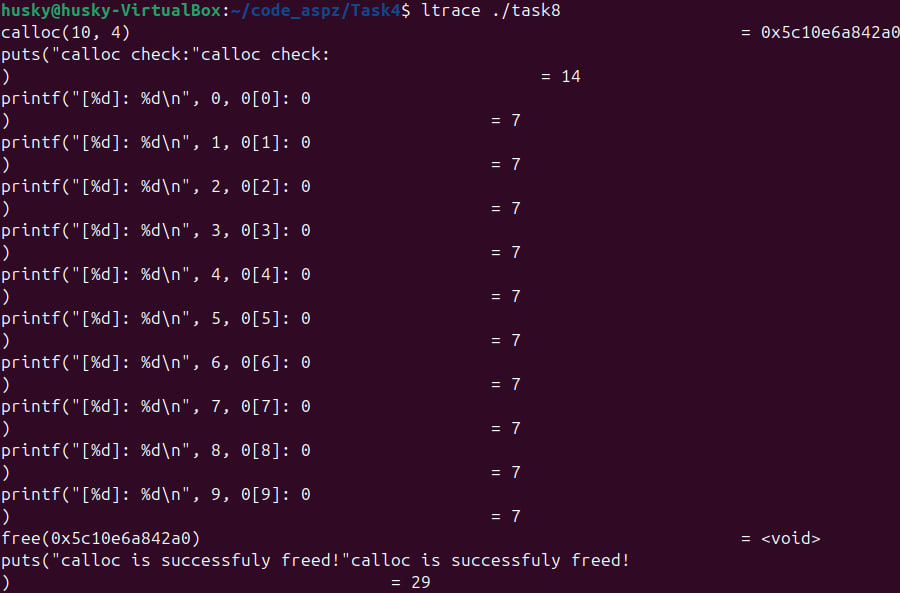 husky@husky-VirtualBox:~/code_aspz/Task4$ ltrace ./task8
calloc(10, 4) = 0x5c10e6a842a0
puts("calloc check:"calloc check:
) = 14
printf("[%d]: %d\n", 0, 0[0]: 0
) = 7
printf("[%d]: %d\n", 1, 0[1]: 0
) = 7
printf("[%d]: %d\n", 2, 0[2]: 0
) = 7
printf("[%d]: %d\n", 3, 0[3]: 0
) = 7
printf("[%d]: %d\n", 4, 0[4]: 0
) = 7
printf("[%d]: %d\n", 5, 0[5]: 0
) = 7
printf("[%d]: %d\n", 6, 0[6]: 0
) = 7
printf("[%d]: %d\n", 7, 0[7]: 0
) = 7
printf("[%d]: %d\n", 8, 0[8]: 0
) = 7
printf("[%d]: %d\n", 9, 0[9]: 0
) = 7
free(0x5c10e6a842a0) = <void>
puts("calloc is successfuly freed!"calloc is successfuly freed!
) = 29